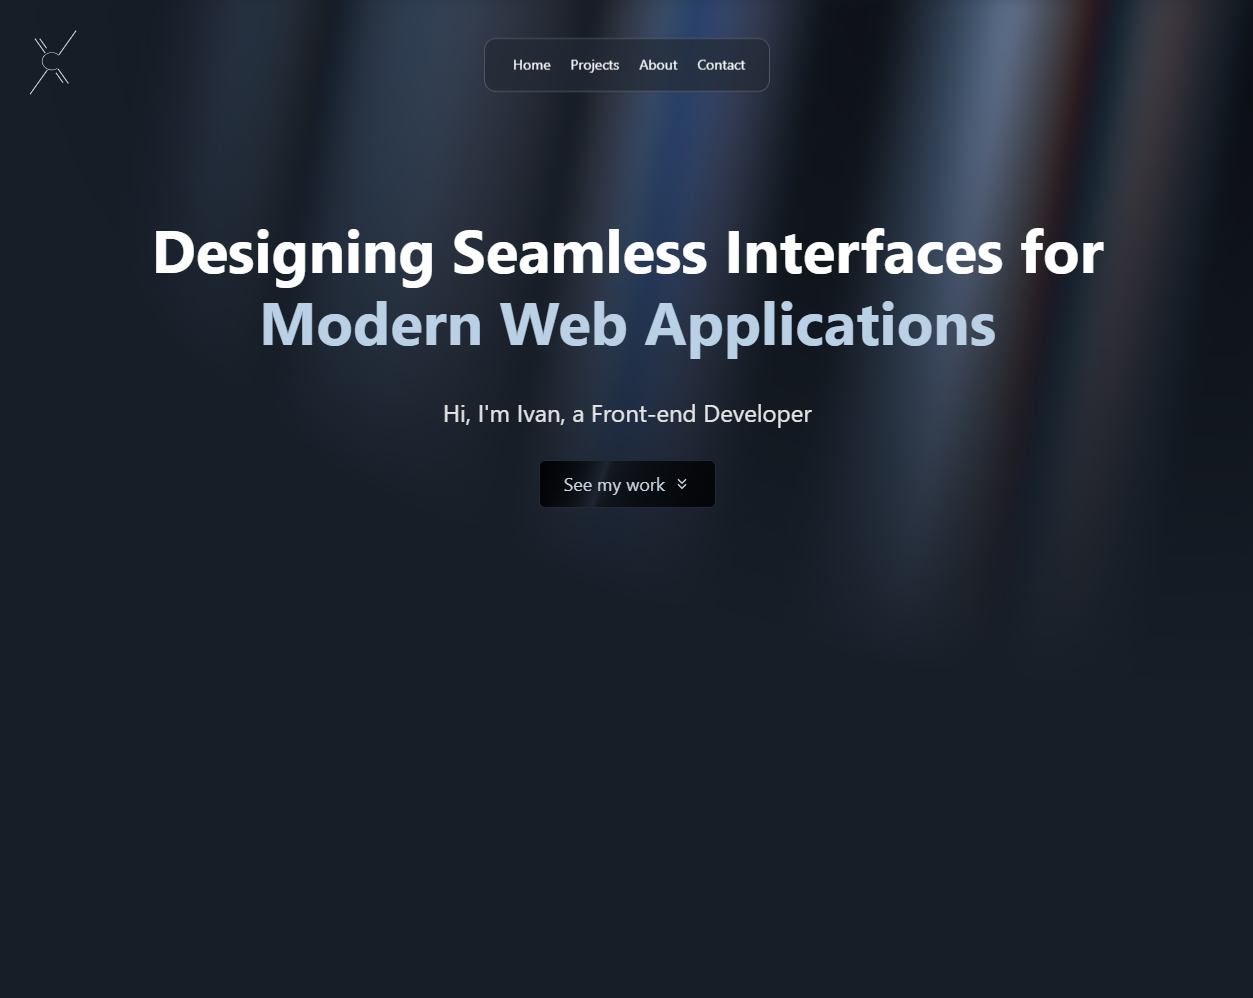 Home Projects About Contact
Designing Seamless Interfaces for
Modern Web Applications
Hi, I'm Ivan, a Front-end Developer
See my work